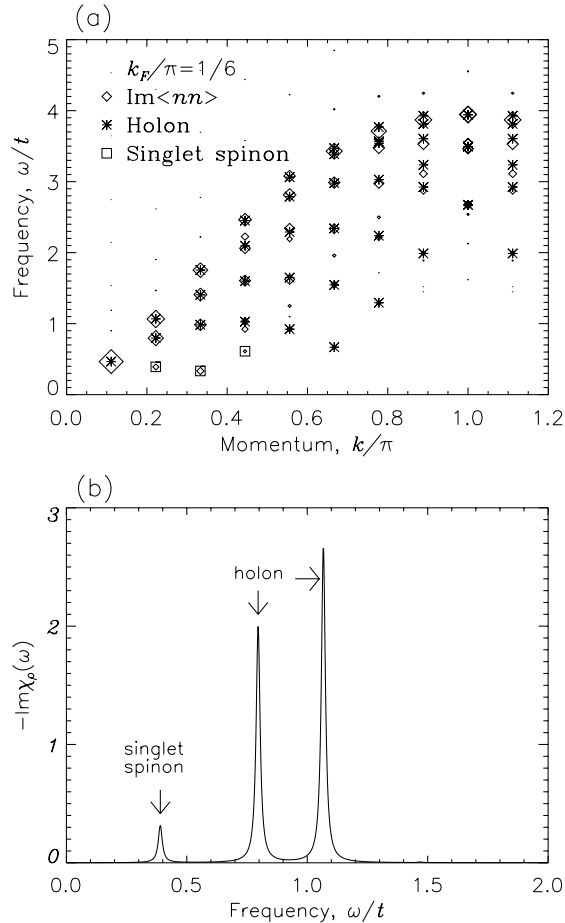 (a)
5
4
3
2
1
0
Frequency, ω/t
k_F/π=1/6
Im<nn>
Holon
Singlet spinon
0.0 0.2 0.4 0.6 0.8 1.0 1.2
Momentum, k/π
(b)
3
2
1
0
-Imχ_ρ(ω)
holon
singlet
spinon
0.0 0.5 1.0 1.5 2.0
Frequency, ω/t